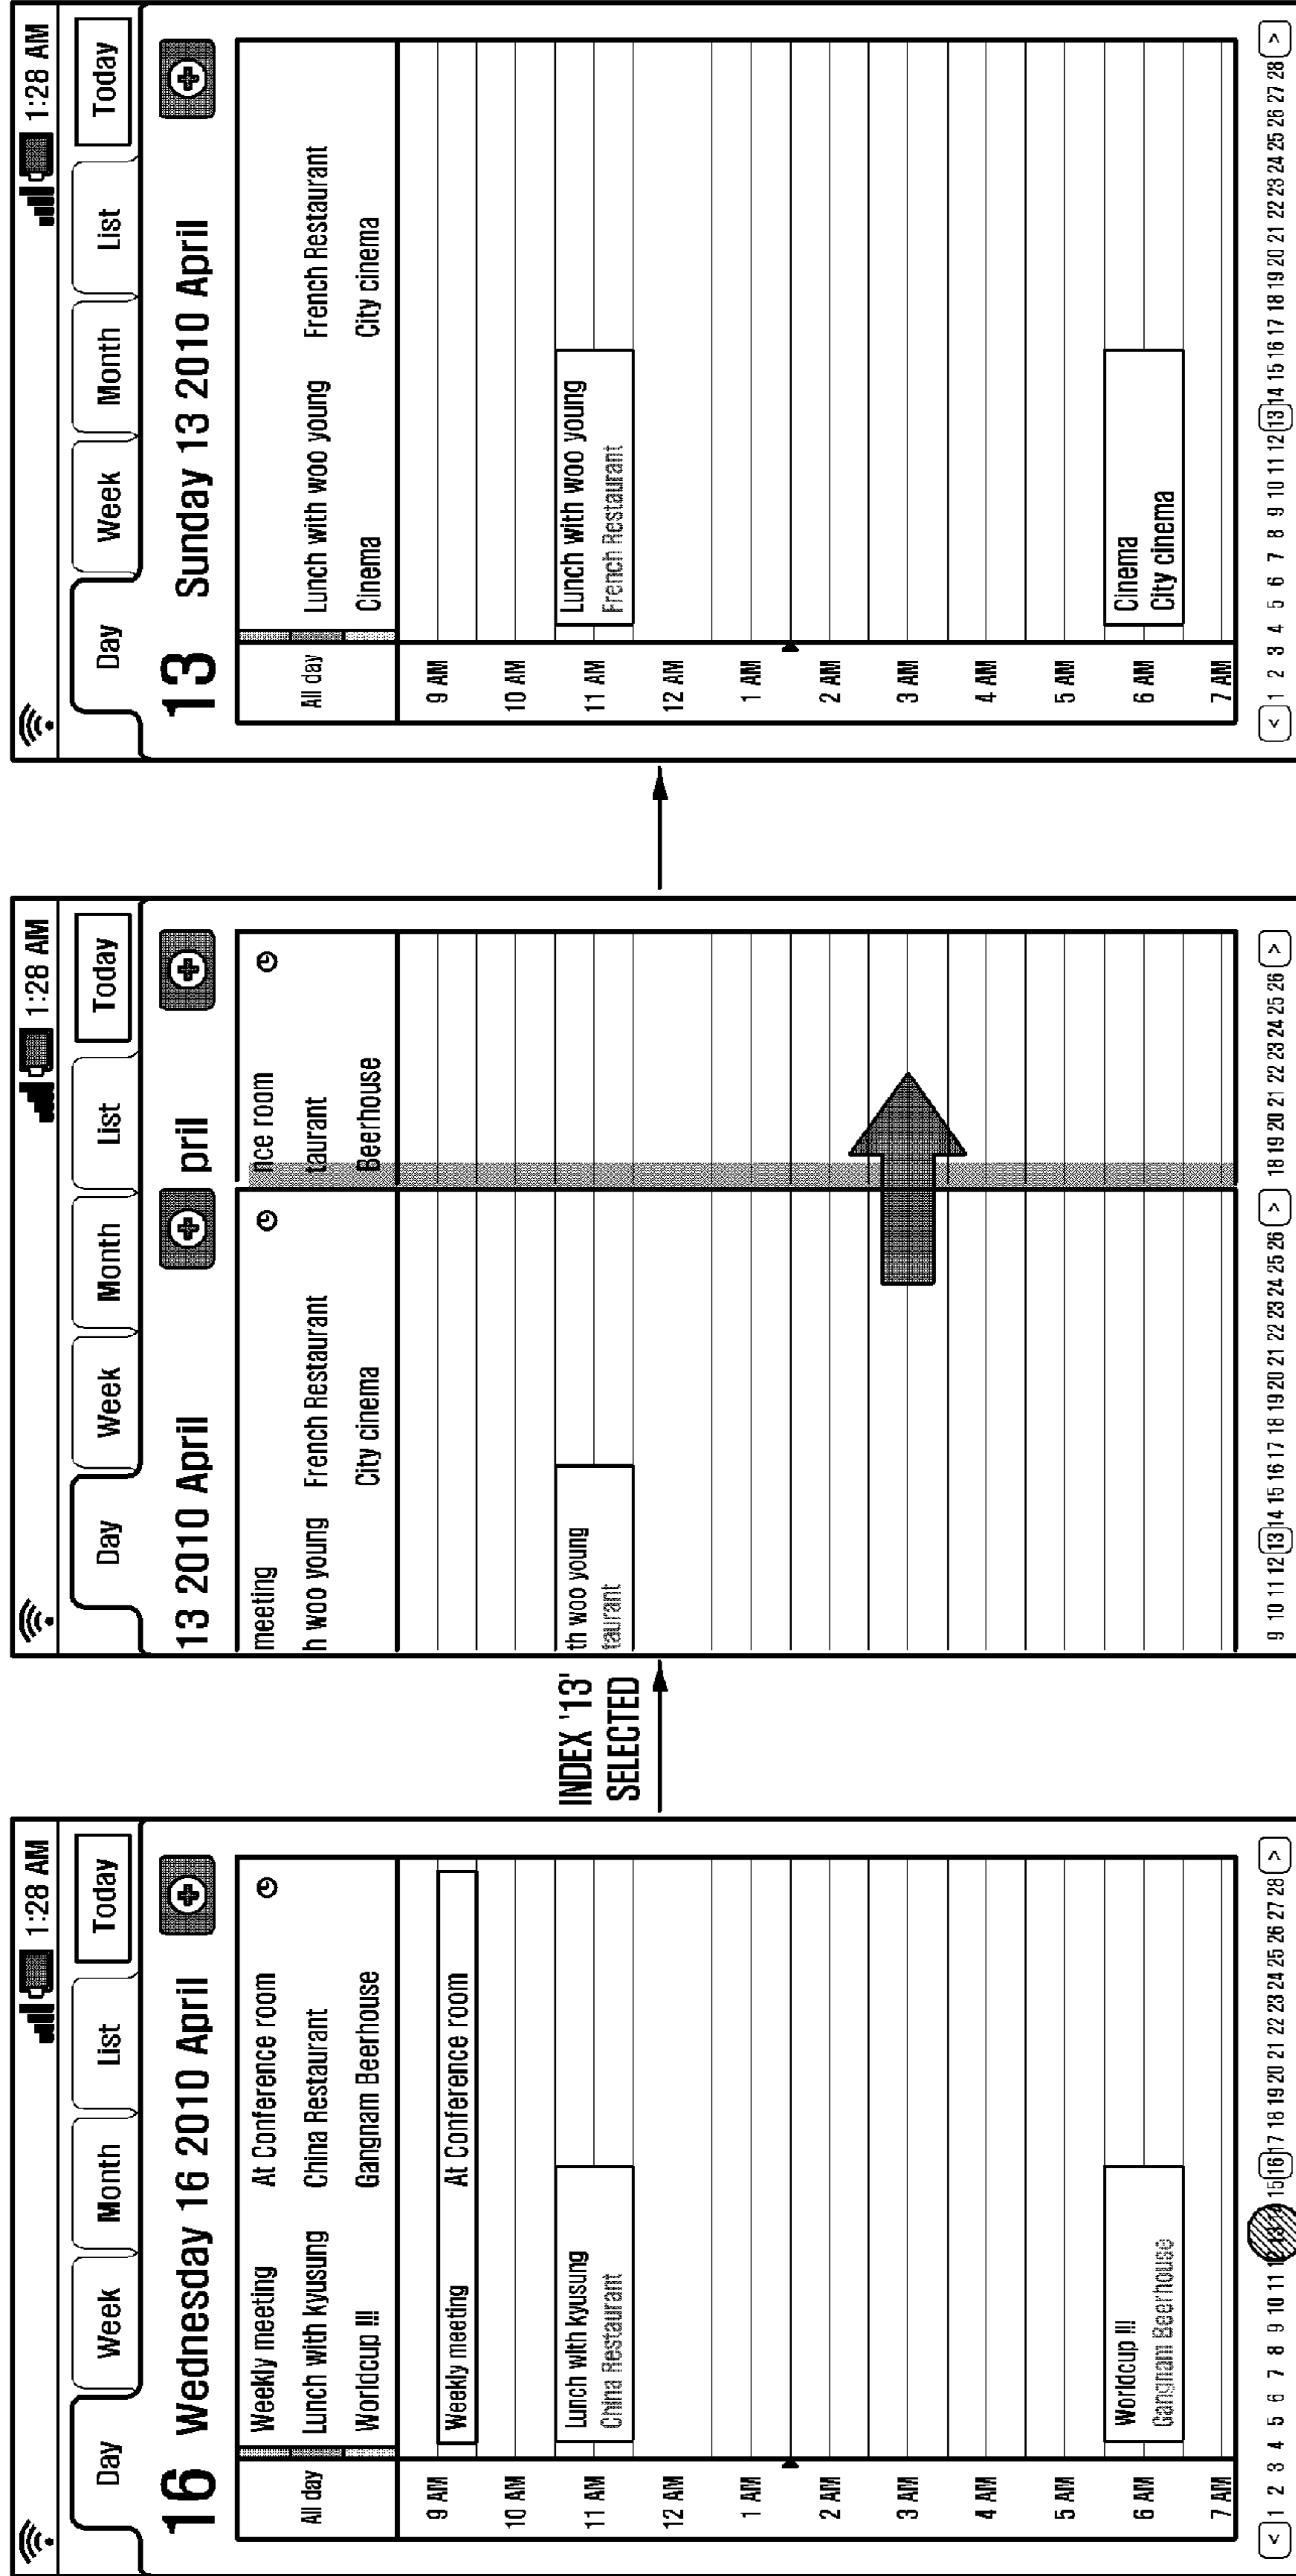 1:28 AM
Day Week Month List Today
16 Wednesday 16 2010 April
All day
Weekly meeting At Conference room
Lunch with kyusung China Restaurant
Worldcup !!! Gangnam Beerhouse
9 AM
Weekly meeting At Conference room
10 AM
11 AM
Lunch with kyusung
China Restaurant
12 AM
1 AM
2 AM
3 AM
4 AM
5 AM
6 AM
Worldcup !!!
Gangnam Beerhouse
7 AM
< 1 2 3 4 5 6 7 8 9 10 11 13 15 16 17 18 19 20 21 22 23 24 25 26 27 28 >
INDEX '13'
SELECTED
1:28 AM
Day Week Month List Today
13 2010 April pril
meeting nce room
h woo young French Restaurant taurant
City cinema Beerhouse
th woo young
taurant
9 10 11 12 13 14 15 16 17 18 19 20 21 22 23 24 25 26 > 18 19 20 21 22 23 24 25 26 >
1:28 AM
Day Week Month List Today
13 Sunday 13 2010 April
All day
Lunch with woo young French Restaurant
Cinema City cinema
9 AM
10 AM
11 AM
Lunch with woo young
French Restaurant
12 AM
1 AM
2 AM
3 AM
4 AM
5 AM
6 AM
Cinema
City cinema
7 AM
< 1 2 3 4 5 6 7 8 9 10 11 12 13 14 15 16 17 18 19 20 21 22 23 24 25 26 27 28 >